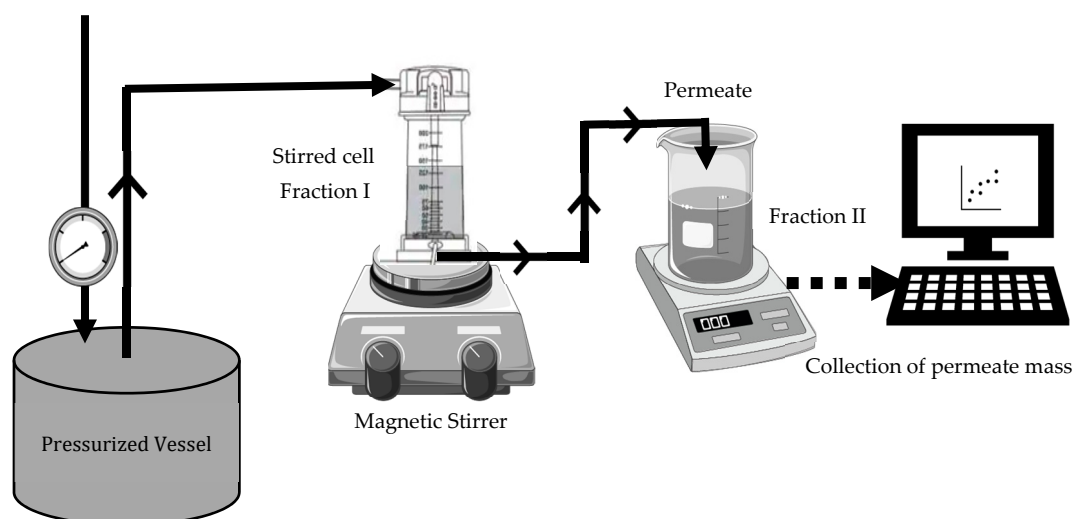 Permeate
Stirred cell
Fraction I
Fraction II
000
Collection of permeate mass
Magnetic Stirrer
Pressurized Vessel